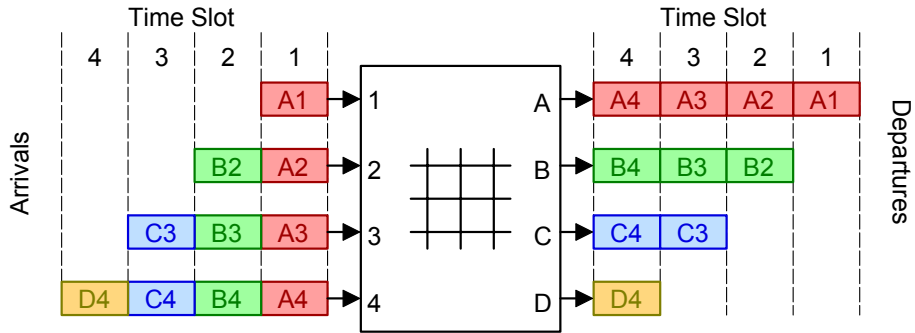 Time Slot Time Slot
4 3 2 1 4 3 2 1
A1 1 A A4 A3 A2 A1
B2 A2 2 B B4 B3 B2
C3 B3 A3 3 C C4 C3
D4 C4 B4 A4 4 D D4
Arrivals
Departures